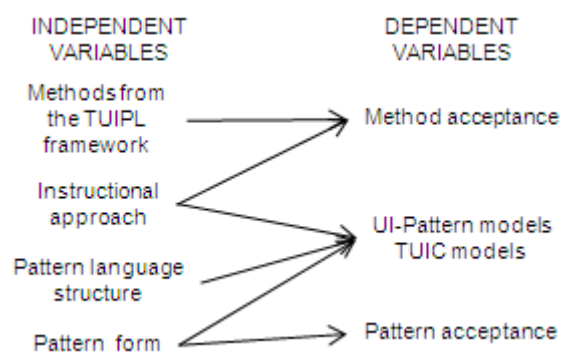 INDEPENDENT
VARIABLES
Methods from
the TUIPL
framework
Instructional
approach
Pattern language
structure
Pattern form
DEPENDENT
VARIABLES
Method acceptance
UI-Pattern models
TUIC models
Pattern acceptance